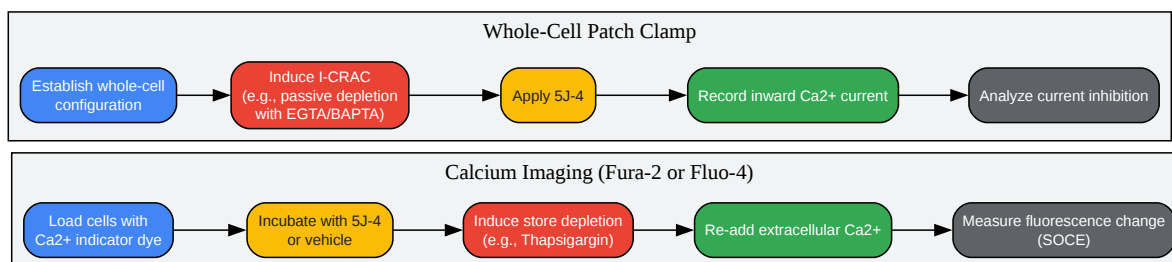 Whole-Cell Patch Clamp
Establish whole-cell
configuration
Induce I-CRAC
(e.g., passive depletion
with EGTA/BAPTA)
Apply 5J-4
Record inward Ca2+ current
Analyze current inhibition
Calcium Imaging (Fura-2 or Fluo-4)
Load cells with
Ca2+ indicator dye
Incubate with 5J-4
or vehicle
Induce store depletion
(e.g., Thapsigargin)
Re-add extracellular Ca2+
Measure fluorescence change
(SOCE)